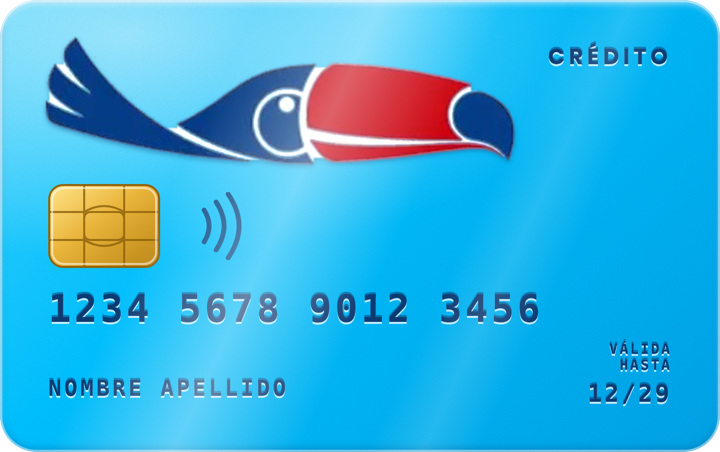 CRÉDITO
1234 5678 9012 3456
VÁLIDA
HASTA
12/29
NOMBRE APELLIDO